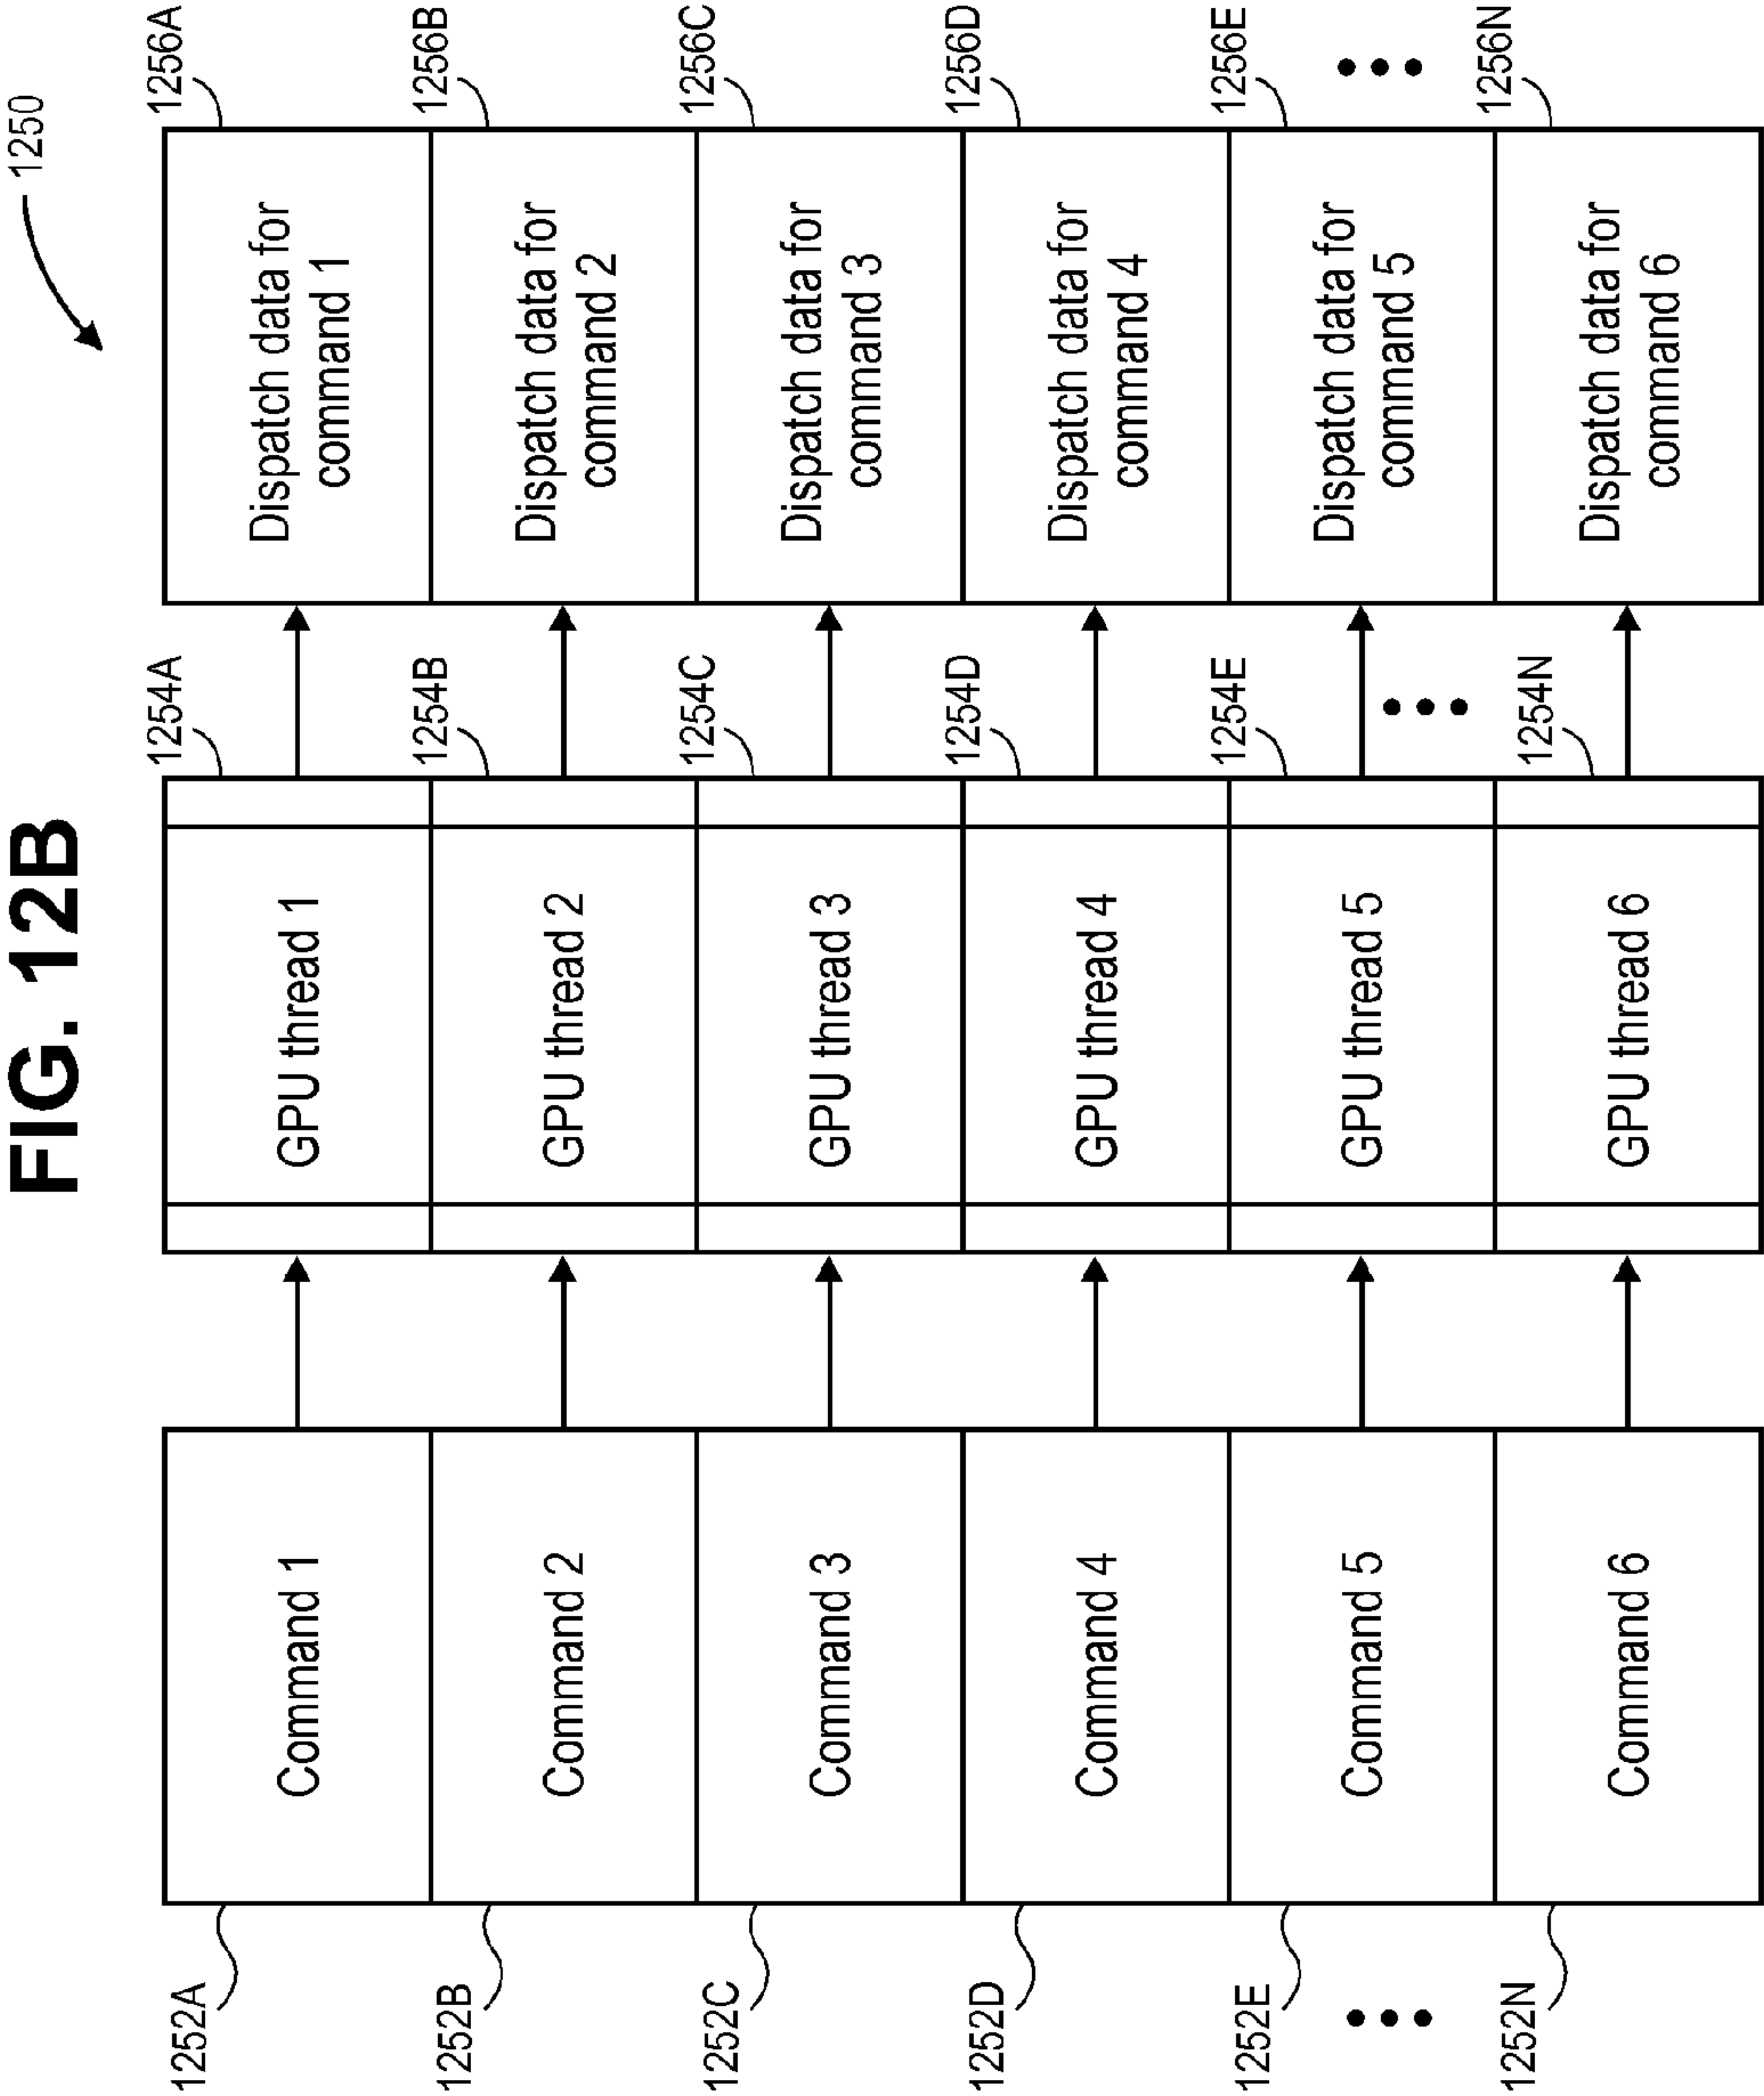 FIG. 12B
1250
1252A
Command 1
1254A
GPU thread 1
1256A
Dispatch data for
command 1
1252B
Command 2
1254B
GPU thread 2
1256B
Dispatch data for
command 2
1252C
Command 3
1254C
GPU thread 3
1256C
Dispatch data for
command 3
1252D
Command 4
1254D
GPU thread 4
1256D
Dispatch data for
command 4
1252E
Command 5
1254E
GPU thread 5
1256E
Dispatch data for
command 5
1252N
Command 6
1254N
GPU thread 6
1256N
Dispatch data for
command 6